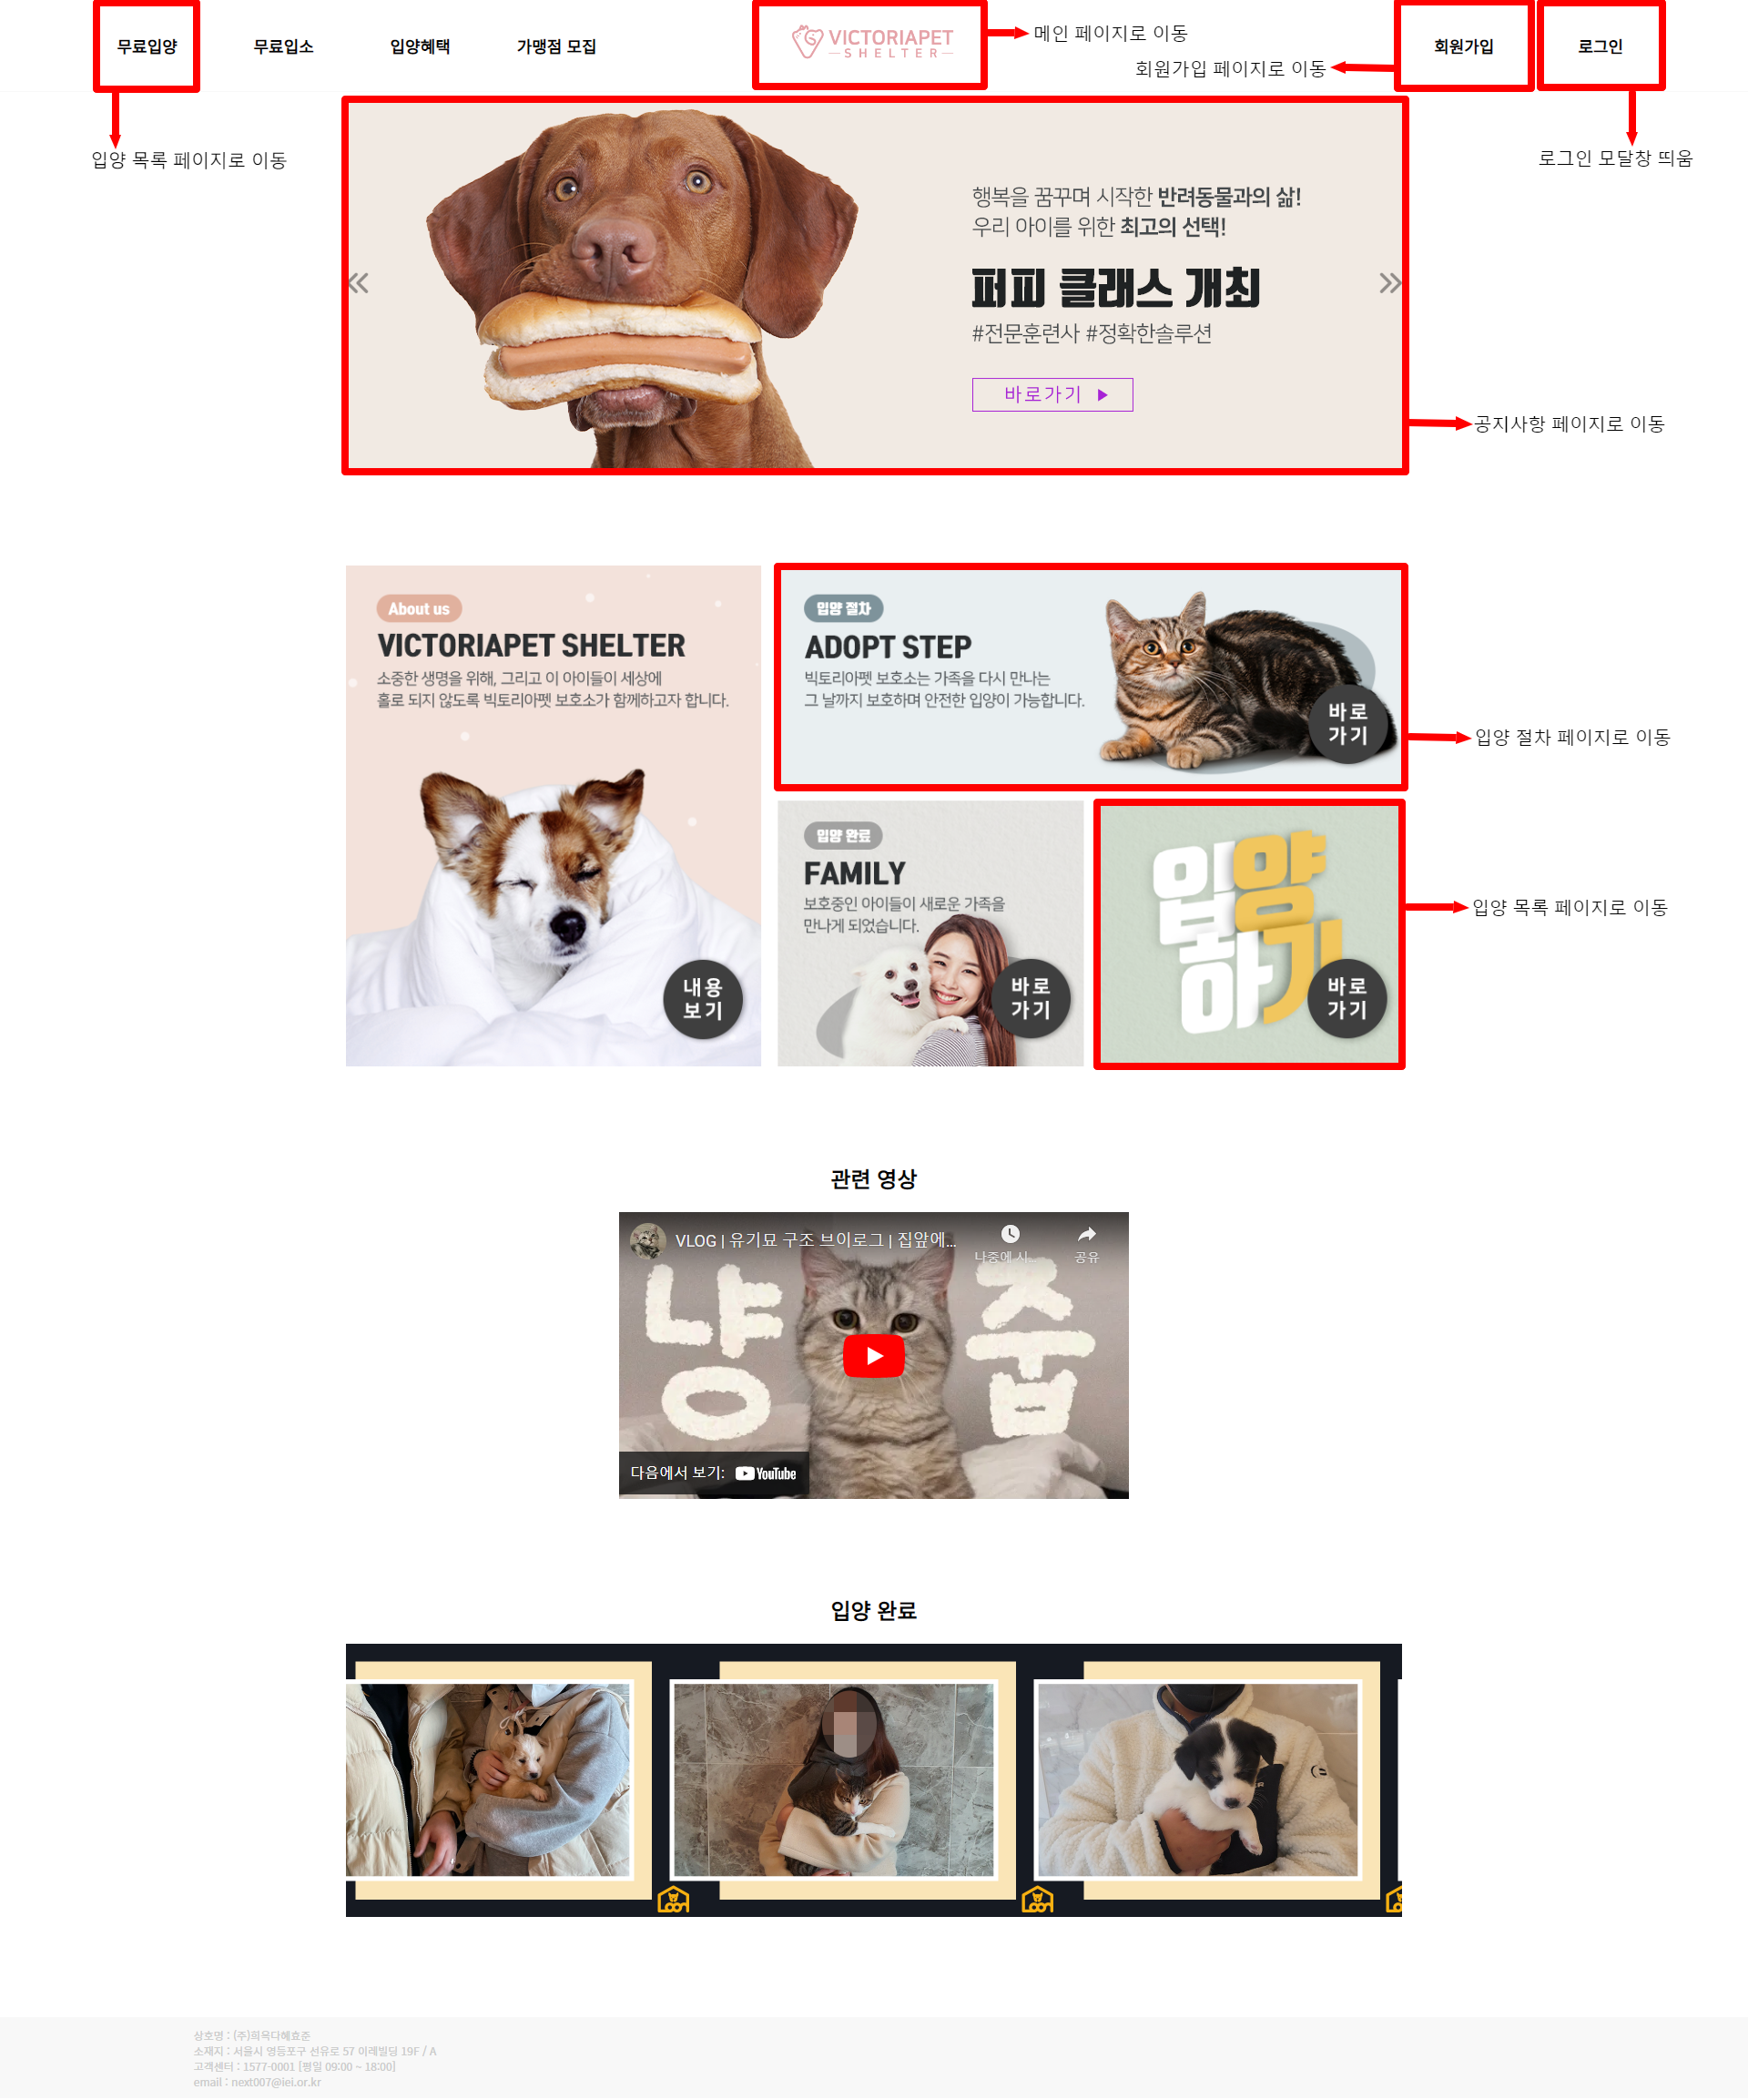 무료입양
무료입소
입양혜택
가맹점 모집
VICTORIAPET
SHELTER
메인 페이지로 이동
회원가입 페이지로 이동
회원가입
로그인
입양 목록 페이지로 이동
로그인 모달창 띄움
행복을 꿈꾸며 시작한 반려동물과의 삶!
우리 아이를 위한 최고의 선택!
퍼피 클래스 개최
#전문훈련사 #정확한솔루션
바로가기
공지사항 페이지로 이동
About us
VICTORIAPET SHELTER
소중한 생명을 위해, 그리고 이 아이들이 세상에
홀로 되지 않도록 빅토리아펫 보호소가 함께하고자 합니다.
내용
보기
입양 절차
ADOPT STEP
빅토리아펫 보호소는 가족을 다시 만나는
그 날까지 보호하며 안전한 입양이 가능합니다.
바로
가기
입양 절차 페이지로 이동
입양 완료
FAMILY
보호중인 아이들이 새로운 가족을
만나게 되었습니다.
바로
가기
입양
하기
바로
가기
입양 목록 페이지로 이동
관련 영상
VLOG | 유기묘 구조 브이로그 | 집앞에...
나중에 시...
공유
냥줍
다음에서 보기: YouTube
입양 완료
상호명 : (주)희옥다혜효준
소재지 : 서울시 영등포구 선유로 57 이레빌딩 19F / A
고객센터 : 1577-0001 [평일 09:00 ~ 18:00]
email : next007@iei.or.kr